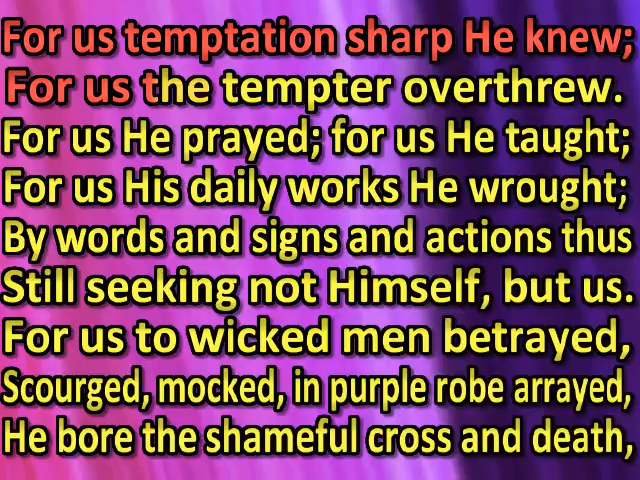 For us temptation sharp He knew;
For us the tempter overthrew.
For us He prayed; for us He taught;
For us His daily works He wrought;
By words and signs and actions thus
Still seeking not Himself, but us.
For us to wicked men betrayed,
Scourged, mocked, in purple robe arrayed,
He bore the shameful cross and death,